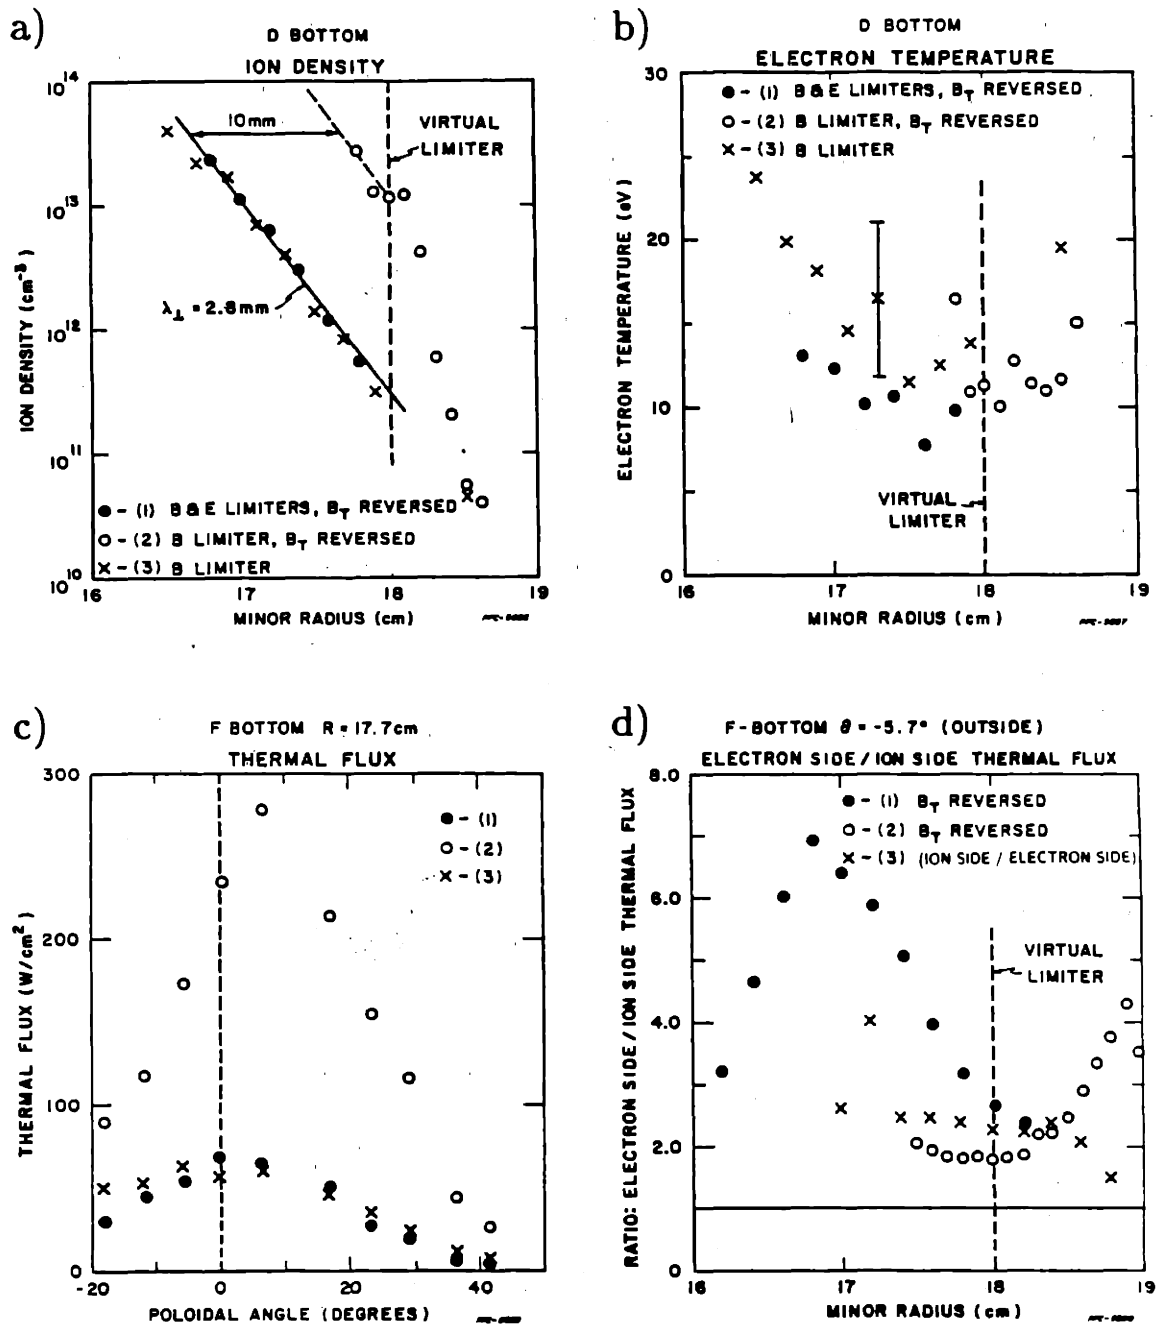 a)
D BOTTOM
ION DENSITY
10^14
10^13
10^12
10^11
10^10
ION DENSITY (cm^-3)
10mm
VIRTUAL
LIMITER
λ⊥ = 2.8mm
● - (1) B & E LIMITERS, B_T REVERSED
○ - (2) B LIMITER, B_T REVERSED
× - (3) B LIMITER
16 17 18 19
MINOR RADIUS (cm)
b)
D BOTTOM
ELECTRON TEMPERATURE
30
20
10
0
ELECTRON TEMPERATURE (eV)
● - (1) B & E LIMITERS, B_T REVERSED
○ - (2) B LIMITER, B_T REVERSED
× - (3) B LIMITER
VIRTUAL
LIMITER
16 17 18 19
MINOR RADIUS (cm)
c)
F BOTTOM R = 17.7cm
THERMAL FLUX
300
200
100
0
THERMAL FLUX (W/cm^2)
● - (1)
○ - (2)
× - (3)
-20 0 20 40
POLOIDAL ANGLE (DEGREES)
d)
F-BOTTOM θ = -5.7° (OUTSIDE)
ELECTRON SIDE/ION SIDE THERMAL FLUX
8.0
6.0
4.0
2.0
0
RATIO: ELECTRON SIDE/ION SIDE THERMAL FLUX
● - (1) B_T REVERSED
○ - (2) B_T REVERSED
× - (3) (ION SIDE / ELECTRON SIDE)
VIRTUAL
LIMITER
16 17 18 19
MINOR RADIUS (cm)